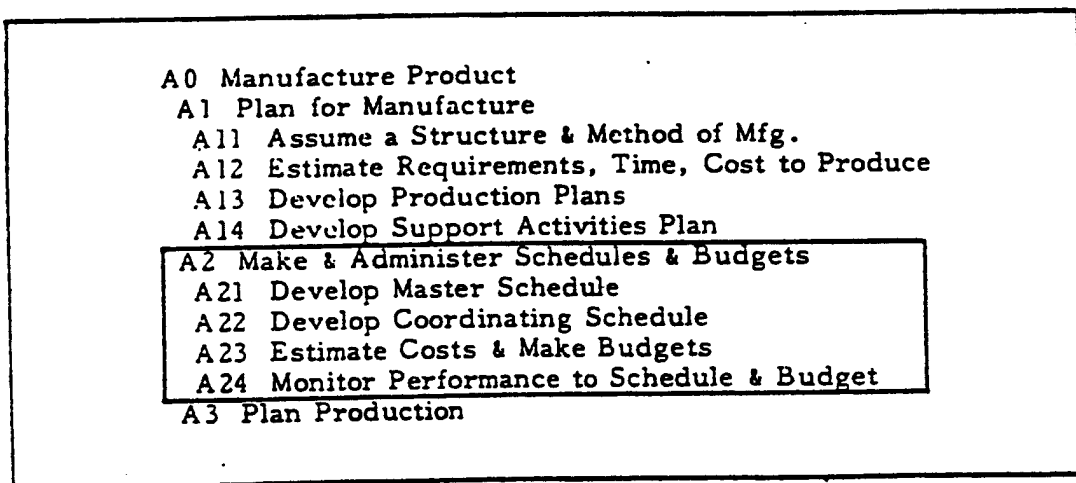 A0 Manufacture Product
A1 Plan for Manufacture
A11 Assume a Structure & Method of Mfg.
A12 Estimate Requirements, Time, Cost to Produce
A13 Develop Production Plans
A14 Develop Support Activities Plan
A2 Make & Administer Schedules & Budgets
A21 Develop Master Schedule
A22 Develop Coordinating Schedule
A23 Estimate Costs & Make Budgets
A24 Monitor Performance to Schedule & Budget
A3 Plan Production